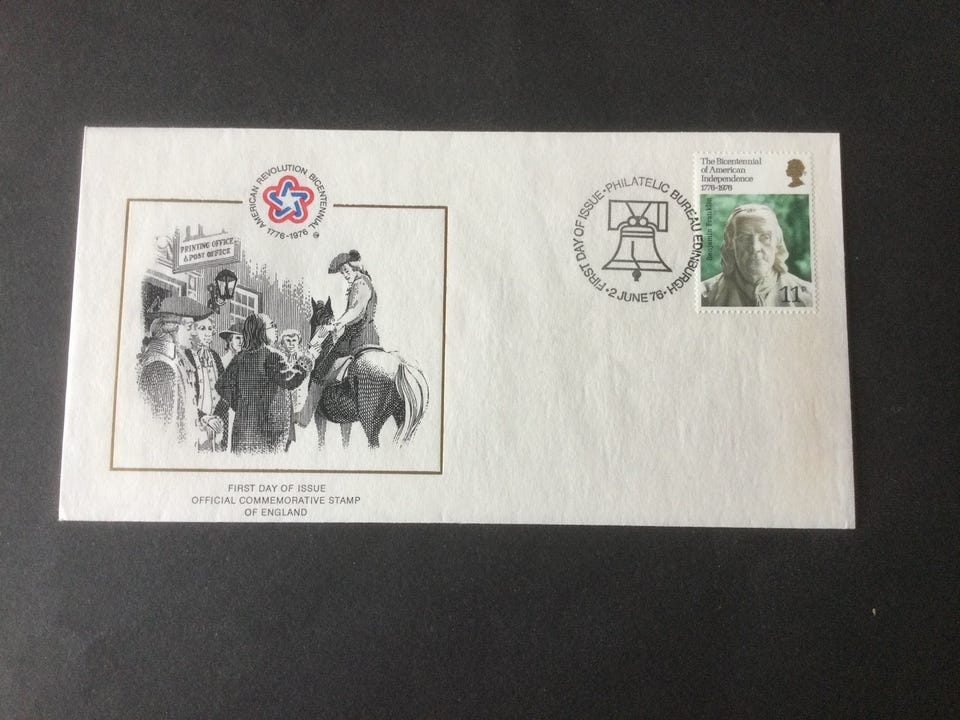 AMERICAN REVOLUTION BICENTENNIAL
1776-1976
PRINTING OFFICE
& POST OFFICE
FIRST DAY OF ISSUE
OFFICIAL COMMEMORATIVE STAMP
OF ENGLAND
FIRST DAY OF ISSUE · PHILATELIC BUREAU EDINBURGH ·
· 2 JUNE 76 ·
The Bicentennial
of American
Independence
1776-1976
Benjamin Franklin
11P